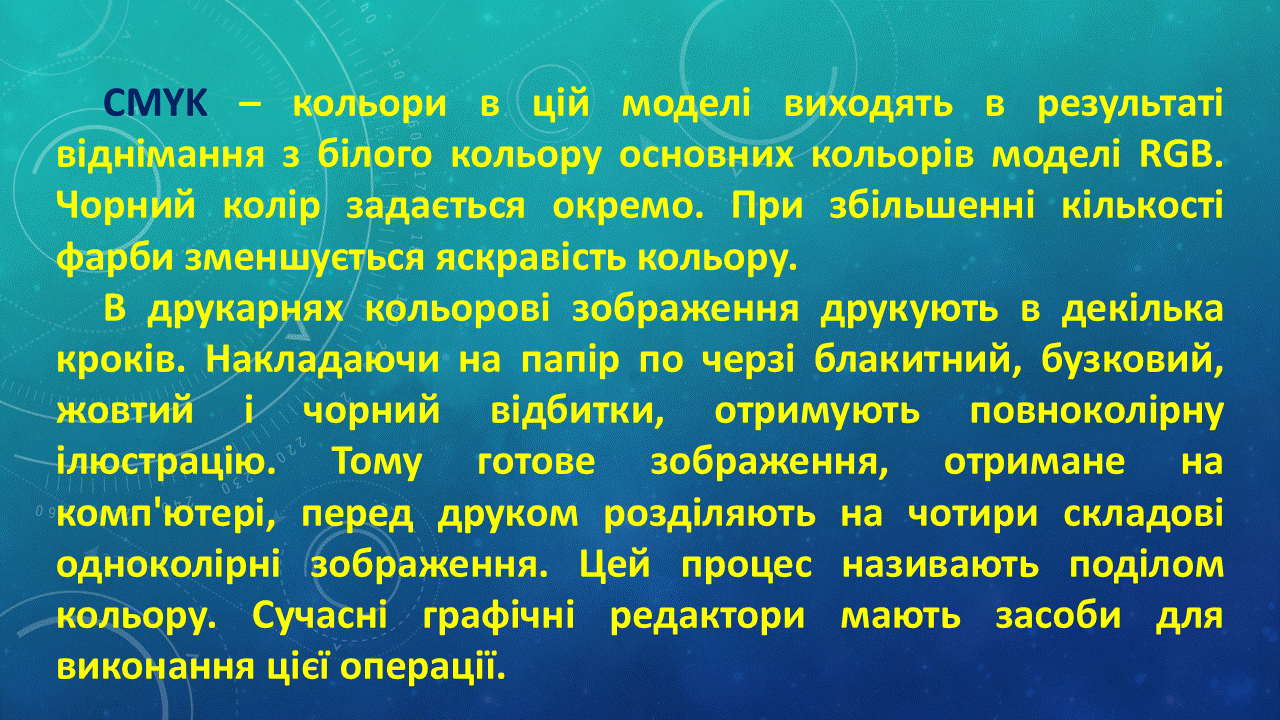 CMYK – кольори в цій моделі виходять в результаті
віднімання з білого кольору основних кольорів моделі RGB.
Чорний колір задається окремо. При збільшенні кількості
фарби зменшується яскравість кольору.
В друкарнях кольорові зображення друкують в декілька
кроків. Накладаючи на папір по черзі блакитний, бузковий,
жовтий і чорний відбитки, отримують повноколірну
ілюстрацію. Тому готове зображення, отримане на
комп'ютері, перед друком розділяють на чотири складові
одноколірні зображення. Цей процес називають поділом
кольору. Сучасні графічні редактори мають засоби для
виконання цієї операції.